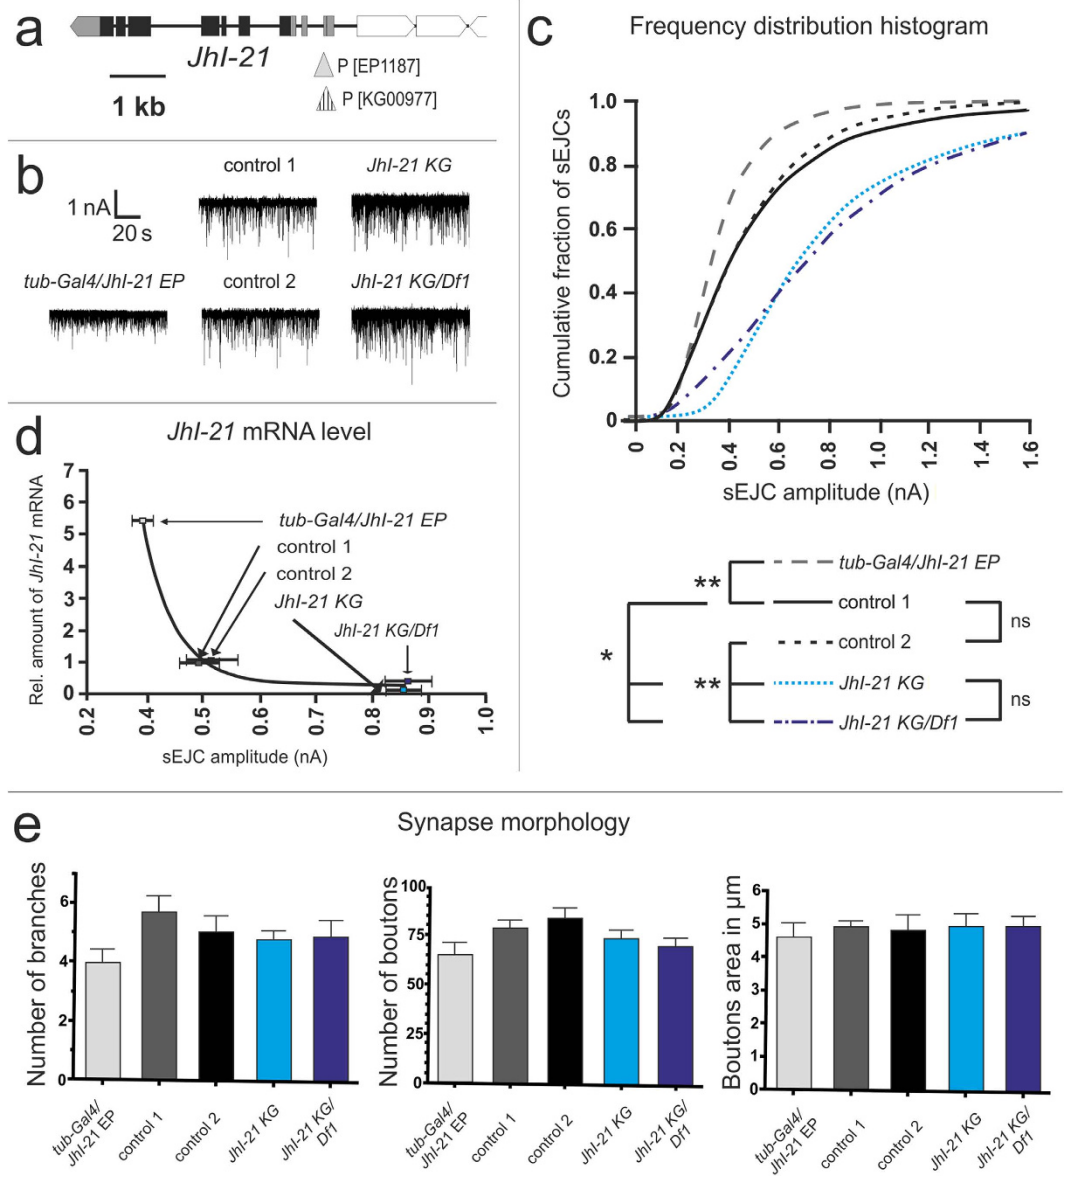 a
JhI-21
1 kb
P [EP1187]
P [KG00977]
b
1 nA
20 s
control 1
JhI-21 KG
tub-Gal4/JhI-21 EP
control 2
JhI-21 KG/Df1
c
Frequency distribution histogram
Cumulative fraction of sEJCs
1.0
0.8
0.6
0.4
0.2
0
0 0.2 0.4 0.6 0.8 1.0 1.2 1.4 1.6
sEJC amplitude (nA)
** tub-Gal4/JhI-21 EP
control 1
control 2
ns
*
** JhI-21 KG
JhI-21 KG/Df1
ns
d
JhI-21 mRNA level
Rel. amount of JhI-21 mRNA
7
6
5
4
3
2
1
0
tub-Gal4/JhI-21 EP
control 1
control 2
JhI-21 KG
JhI-21 KG/Df1
0.2 0.4 0.5 0.6 0.7 0.8 0.9 1.0
sEJC amplitude (nA)
e
Synapse morphology
Number of branches
6
4
2
0
tub-Gal4/
JhI-21 EP
control 1
control 2
JhI-21 KG
JhI-21 KG/
Df1
Number of boutons
100
75
50
25
0
tub-Gal4/
JhI-21 EP
control 1
control 2
JhI-21 KG
JhI-21 KG/
Df1
Boutons area in µm
6
5
4
3
2
1
0
tub-Gal4/
JhI-21 EP
control 1
control 2
JhI-21 KG
JhI-21 KG/
Df1